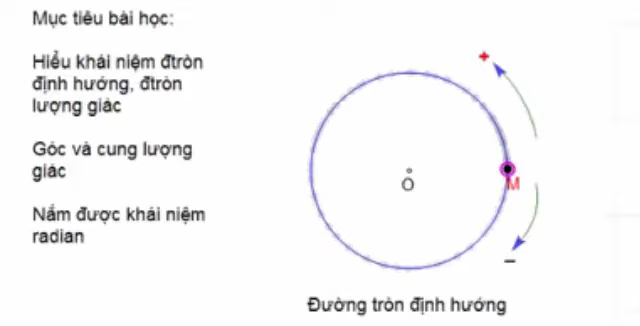 Mục tiêu bài học:
Hiểu khái niệm đtròn
định hướng, đtròn
lượng giác
Góc và cung lượng
giác
Nắm được khái niệm
radian
+
O
M
−
Đường tròn định hướng